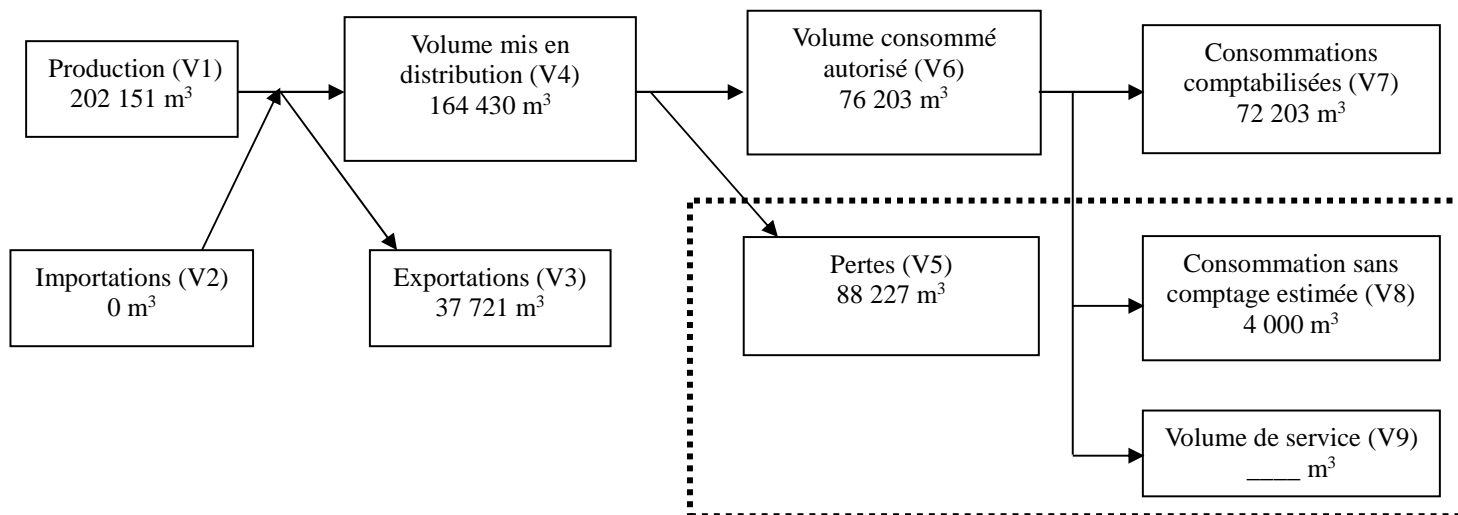 Production (V1)
202 151 m³
Volume mis en
distribution (V4)
164 430 m³
Volume consommé
autorisé (V6)
76 203 m³
Consommations
comptabilisées (V7)
72 203 m³
Importations (V2)
0 m³
Exportations (V3)
37 721 m³
Pertes (V5)
88 227 m³
Consommation sans
comptage estimée (V8)
4 000 m³
Volume de service (V9)
____ m³